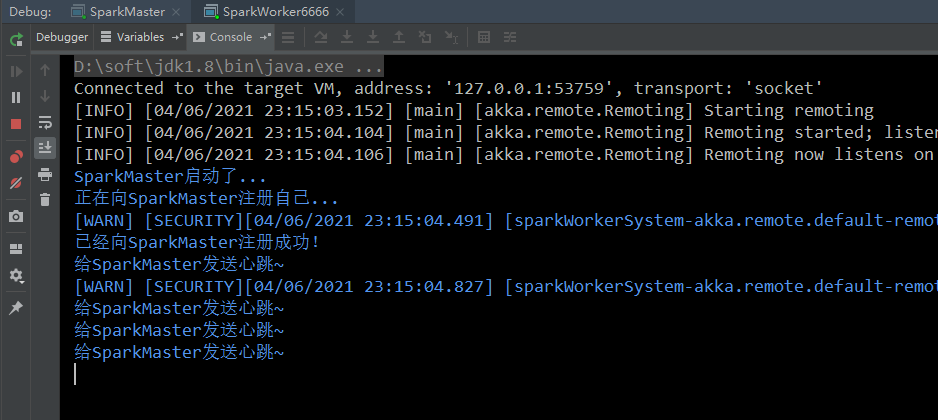 Debug: SparkMaster SparkWorker6666
Debugger Variables Console
D:\soft\jdk1.8\bin\java.exe ...
Connected to the target VM, address: '127.0.0.1:53759', transport: 'socket'
[INFO] [04/06/2021 23:15:03.152] [main] [akka.remote.Remoting] Starting remoting
[INFO] [04/06/2021 23:15:04.104] [main] [akka.remote.Remoting] Remoting started; listen
[INFO] [04/06/2021 23:15:04.106] [main] [akka.remote.Remoting] Remoting now listens on
SparkMaster启动了...
正在向SparkMaster注册自己...
[WARN] [SECURITY][04/06/2021 23:15:04.491] [sparkWorkerSystem-akka.remote.default-remot
已经向SparkMaster注册成功!
给SparkMaster发送心跳~
[WARN] [SECURITY][04/06/2021 23:15:04.827] [sparkWorkerSystem-akka.remote.default-remot
给SparkMaster发送心跳~
给SparkMaster发送心跳~
给SparkMaster发送心跳~